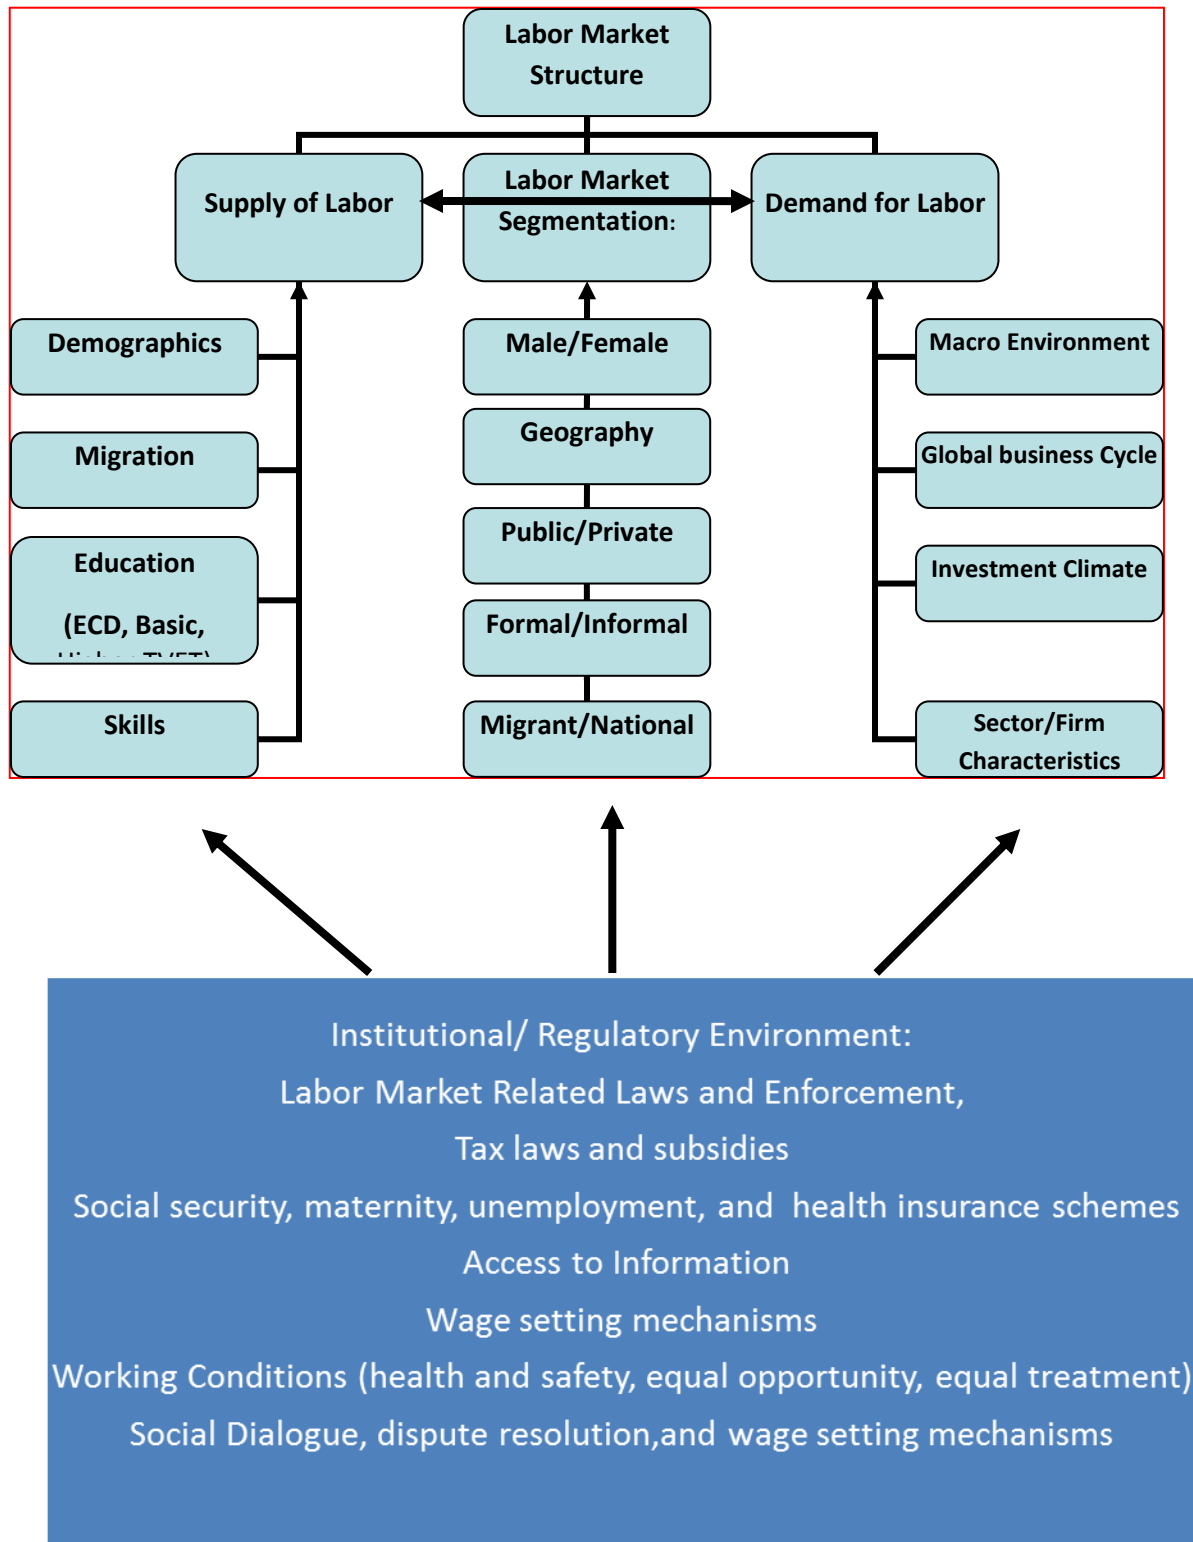 Labor Market
Structure
Supply of Labor
Labor Market
Segmentation:
Demand for Labor
Demographics
Migration
Education
(ECD, Basic,
Skills
Male/Female
Geography
Public/Private
Formal/Informal
Migrant/National
Macro Environment
Global business Cycle
Investment Climate
Sector/Firm
Characteristics
Institutional/ Regulatory Environment:
Labor Market Related Laws and Enforcement,
Tax laws and subsidies
Social security, maternity, unemployment, and  health insurance schemes
Access to Information
Wage setting mechanisms
Working Conditions (health and safety, equal opportunity, equal treatment)
Social Dialogue, dispute resolution,and wage setting mechanisms